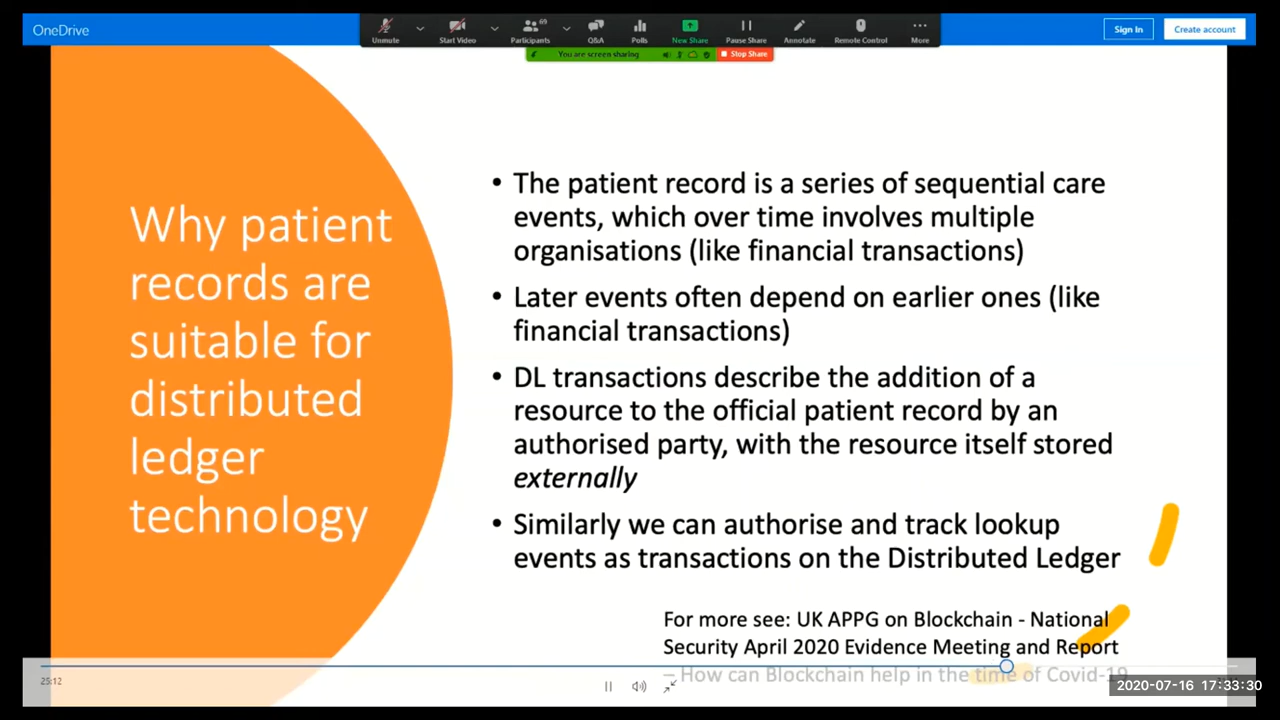 OneDrive
Unmute
Start Video
Participants
69
Q&A
Polls
New Share
Pause Share
Annotate
Remote Control
More
Sign In
Create account
You are screen sharing
Stop Share
Why patient
records are
suitable for
distributed
ledger
technology
• The patient record is a series of sequential care
events, which over time involves multiple
organisations (like financial transactions)
• Later events often depend on earlier ones (like
financial transactions)
• DL transactions describe the addition of a
resource to the official patient record by an
authorised party, with the resource itself stored
externally
• Similarly we can authorise and track lookup
events as transactions on the Distributed Ledger
For more see: UK APPG on Blockchain - National
Security April 2020 Evidence Meeting and Report
– How can Blockchain help in the time of Covid-19
25:12
2020-07-16 17:33:30